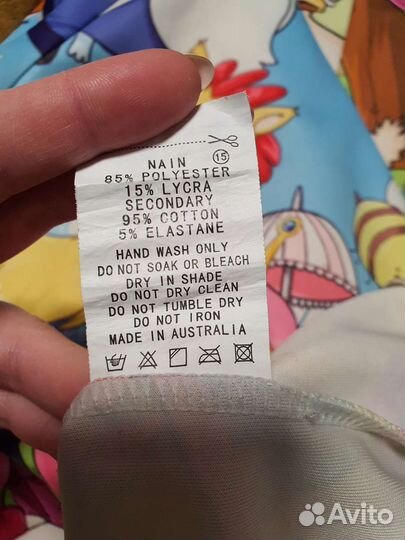 NAIN 15
85% POLYESTER
15% LYCRA
SECONDARY
95% COTTON
5% ELASTANE
HAND WASH ONLY
DO NOT SOAK OR BLEACH
DRY IN SHADE
DO NOT DRY CLEAN
DO NOT TUMBLE DRY
DO NOT IRON
MADE IN AUSTRALIA
Avito